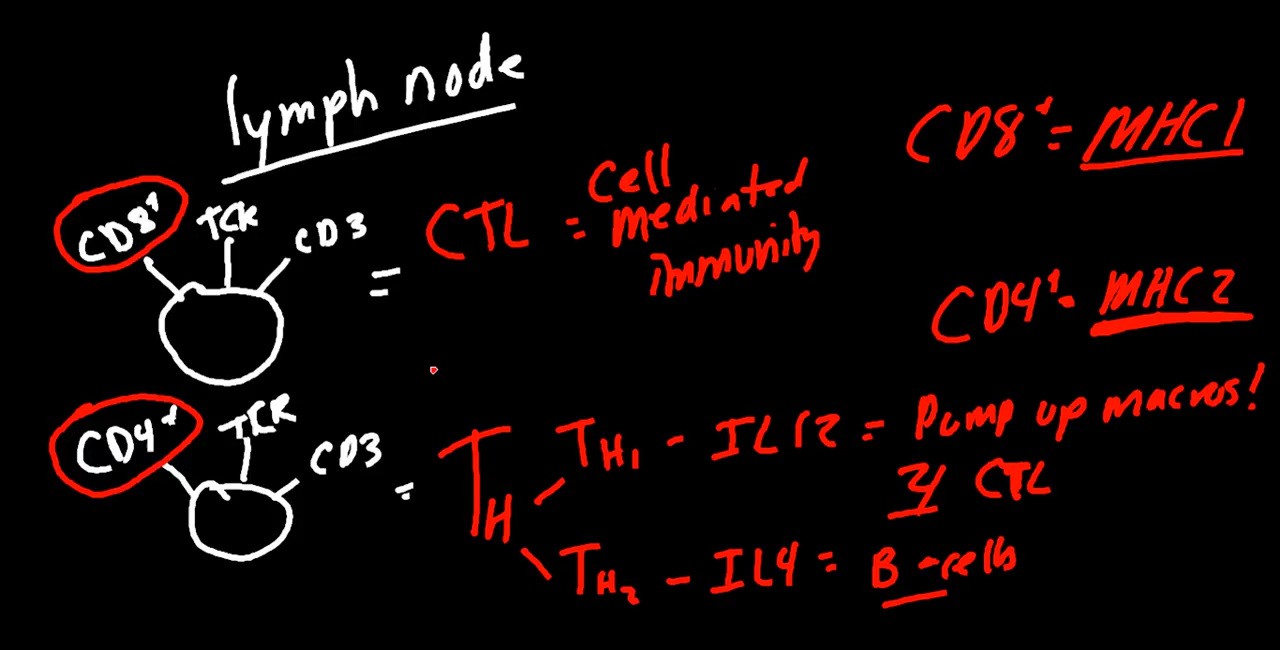 lymph node
CD8+ = MHC1
CD8+
TCR
CD3
= CTL = Cell
mediated
immunity
CD4+ = MHC2
CD4+
TCR
CD3
= TH
TH1 - IL12 = Pump up macros!
CTL
TH2 - IL4 = B-cells